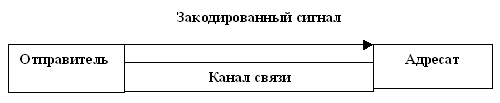 Закодированный сигнал
Отправитель
Адресат
Канал связи